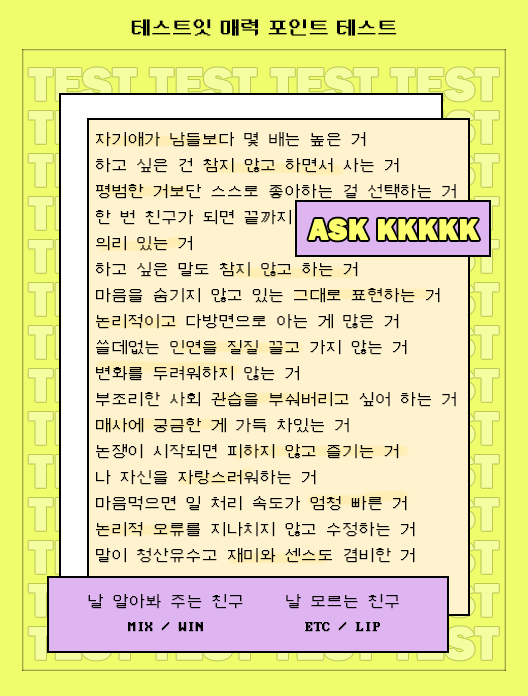 테스트잇 매력 포인트 테스트
TEST TEST TEST TEST
자기애가 남들보다 몇 배는 높은 거
하고 싶은 건 참지 않고 하면서 사는 거
평범한 거보단 스스로 좋아하는 걸 선택하는 거
한 번 친구가 되면 끝까지
ASK KKKKK
의리 있는 거
하고 싶은 말도 참지 않고 하는 거
마음을 숨기지 않고 있는 그대로 표현하는 거
논리적이고 다방면으로 아는 게 많은 거
쓸데없는 인연을 질질 끌고 가지 않는 거
변화를 두려워하지 않는 거
부조리한 사회 관습을 부숴버리고 싶어 하는 거
매사에 궁금한 게 가득 차있는 거
논쟁이 시작되면 피하지 않고 즐기는 거
나 자신을 자랑스러워하는 거
마음먹으면 일 처리 속도가 엄청 빠른 거
논리적 오류를 지나치지 않고 수정하는 거
말이 청산유수고 재미와 센스도 겸비한 거
날 알아봐 주는 친구 날 모르는 친구
MIX / WIN ETC / LIP